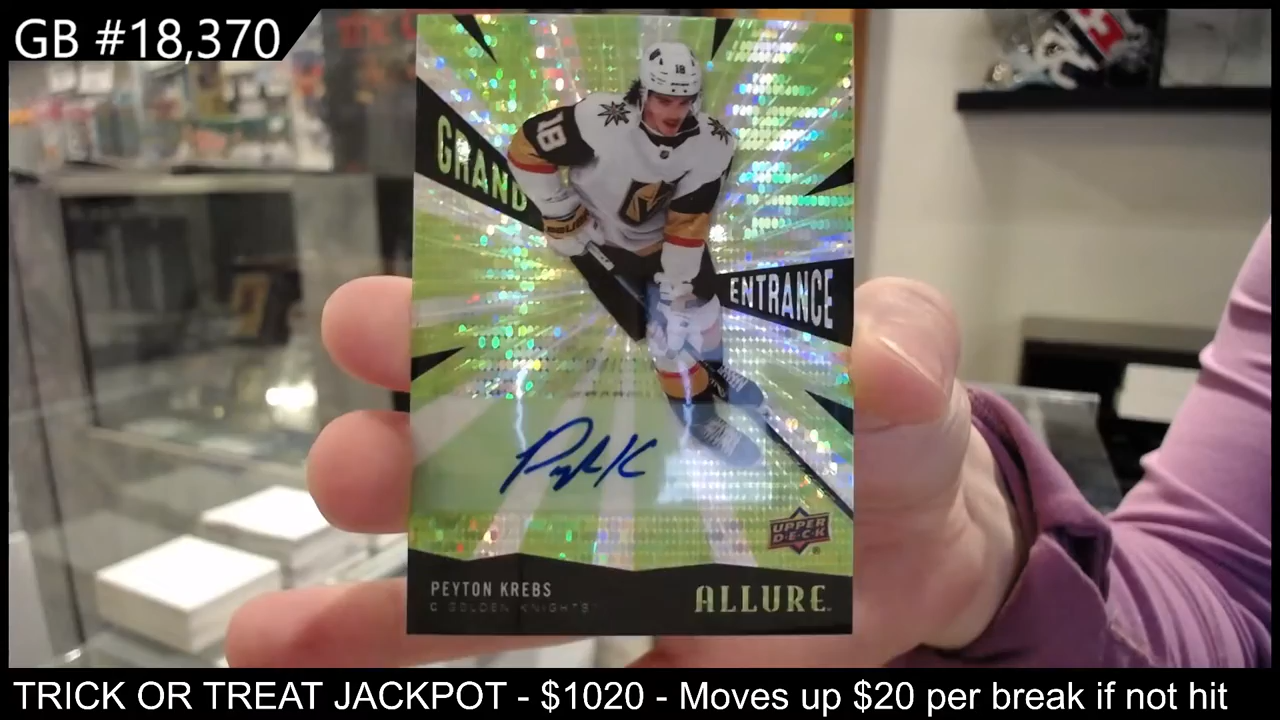 GB #18,370
18
18
GRAND
ENTRANCE
UPPER
D·E·C·K
PEYTON KREBS
C GOLDEN KNIGHTS
ALLURE
TRICK OR TREAT JACKPOT - $1020 - Moves up $20 per break if not hit